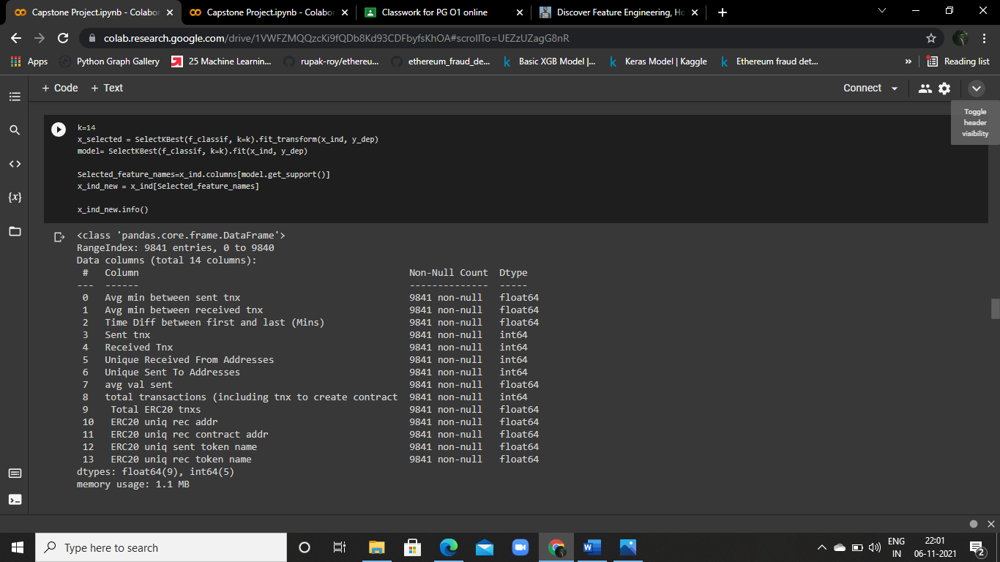 Capstone Project.ipynb - Colabor
Capstone Project.ipynb - Colabor
Classwork for PG O1 online
Discover Feature Engineering, Ho
colab.research.google.com/drive/1VWFZMQQzcKi9fQDb8Kd93CDFbyfsKhOA#scrollTo=UEZzUZagG8nR
Apps
Python Graph Gallery
25 Machine Learnin...
rupak-roy/ethereu...
ethereum_fraud_de...
Basic XGB Model |...
Keras Model | Kaggle
Ethereum fraud det...
»
Reading list
+ Code + Text
Connect
Toggle
header
visibility
k=14
x_selected = SelectKBest(f_classif, k=k).fit_transform(x_ind, y_dep)
model= SelectKBest(f_classif, k=k).fit(x_ind, y_dep)
Selected_feature_names=x_ind.columns[model.get_support()]
x_ind_new = x_ind[Selected_feature_names]
x_ind_new.info()
<class 'pandas.core.frame.DataFrame'>
RangeIndex: 9841 entries, 0 to 9840
Data columns (total 14 columns):
# Column Non-Null Count Dtype
--- ------ -------------- -----
0 Avg min between sent tnx 9841 non-null float64
1 Avg min between received tnx 9841 non-null float64
2 Time Diff between first and last (Mins) 9841 non-null float64
3 Sent tnx 9841 non-null int64
4 Received Tnx 9841 non-null int64
5 Unique Received From Addresses 9841 non-null int64
6 Unique Sent To Addresses 9841 non-null int64
7 avg val sent 9841 non-null float64
8 total transactions (including tnx to create contract 9841 non-null int64
9 Total ERC20 tnxs 9841 non-null float64
10 ERC20 uniq rec addr 9841 non-null float64
11 ERC20 uniq rec contract addr 9841 non-null float64
12 ERC20 uniq sent token name 9841 non-null float64
13 ERC20 uniq rec token name 9841 non-null float64
dtypes: float64(9), int64(5)
memory usage: 1.1 MB
Type here to search
ENG
IN
22:01
06-11-2021
2